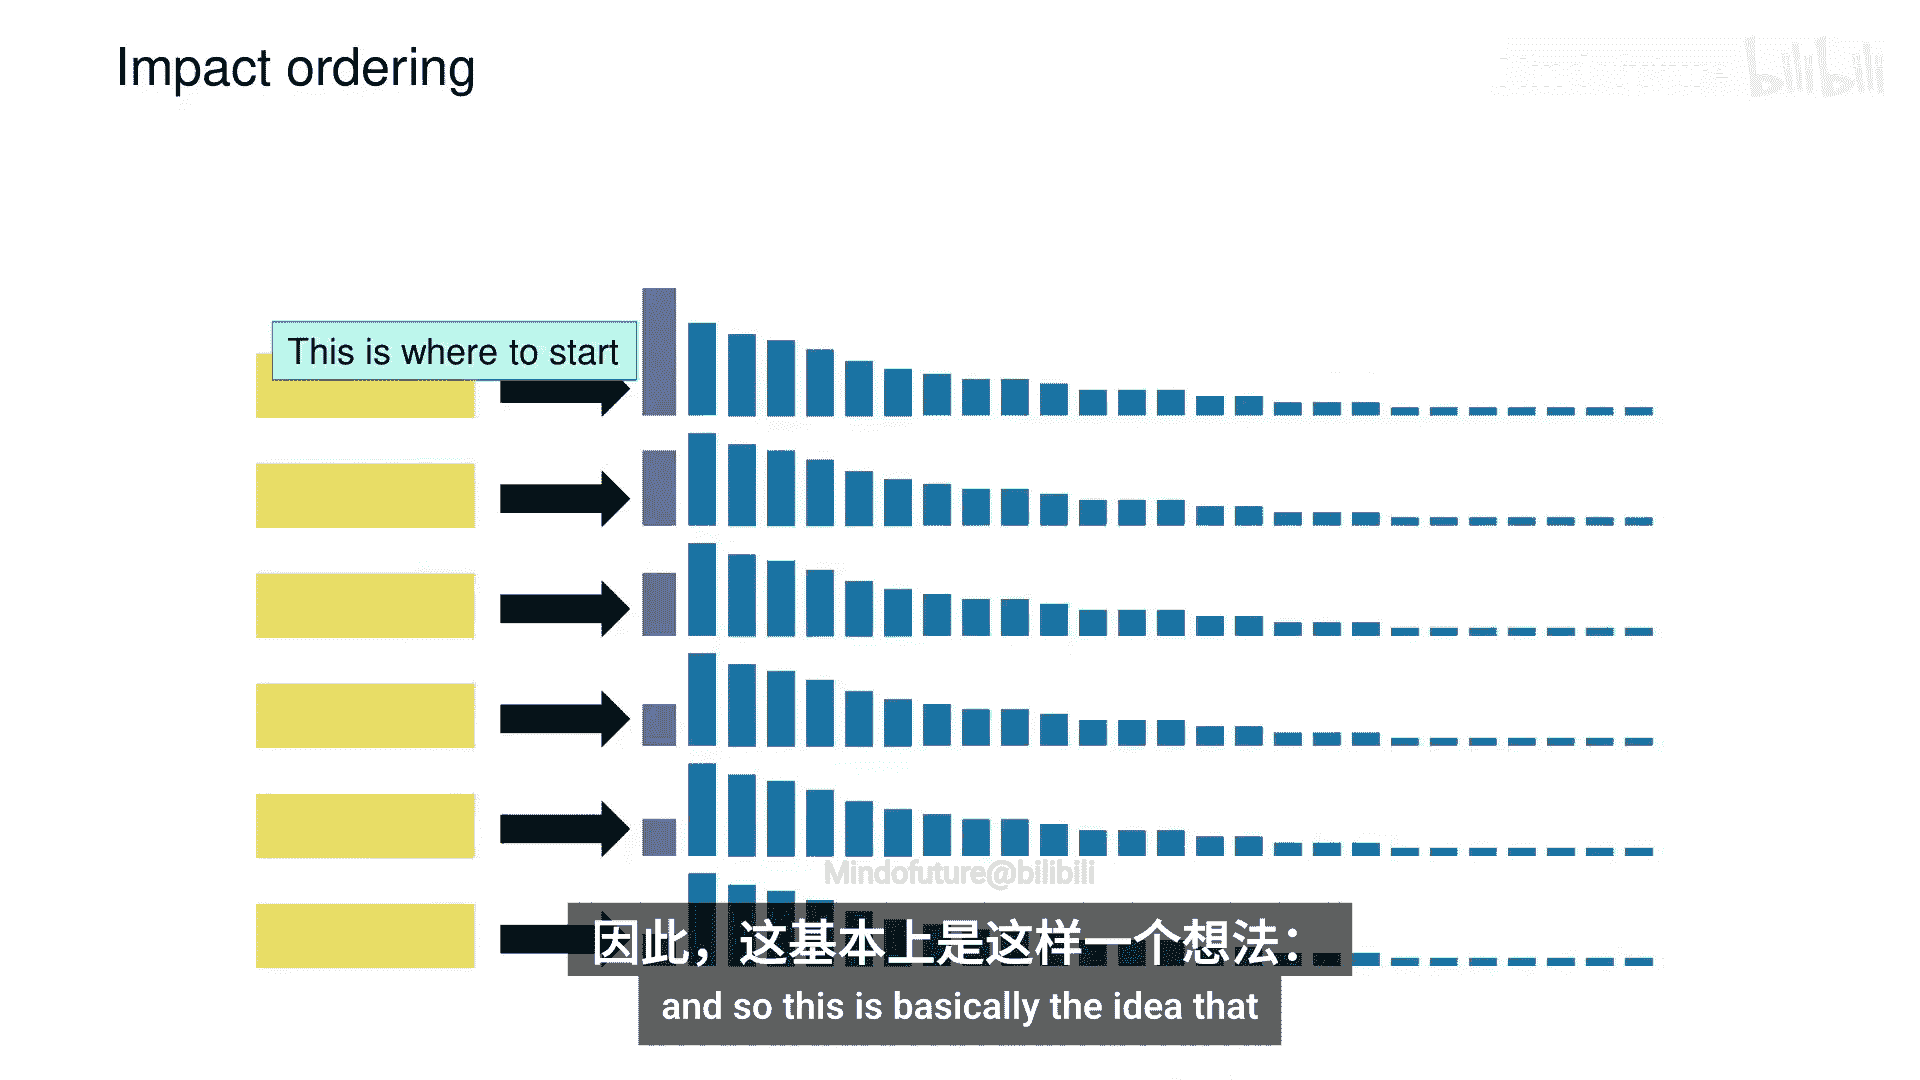 Impact ordering
bilibili
This is where to start
Mindofuture@bilibili
因此，这基本上是这样一个想法：
and so this is basically the idea that